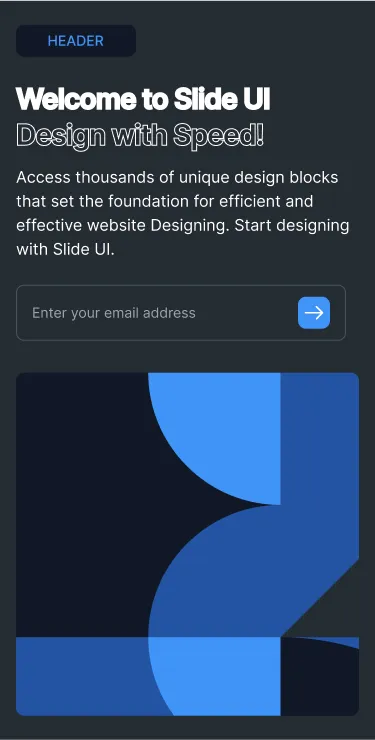 HEADER
Welcome to Slide UI
Design with Speed!
Access thousands of unique design blocks
that set the foundation for efficient and
effective website Designing. Start designing
with Slide UI.
Enter your email address